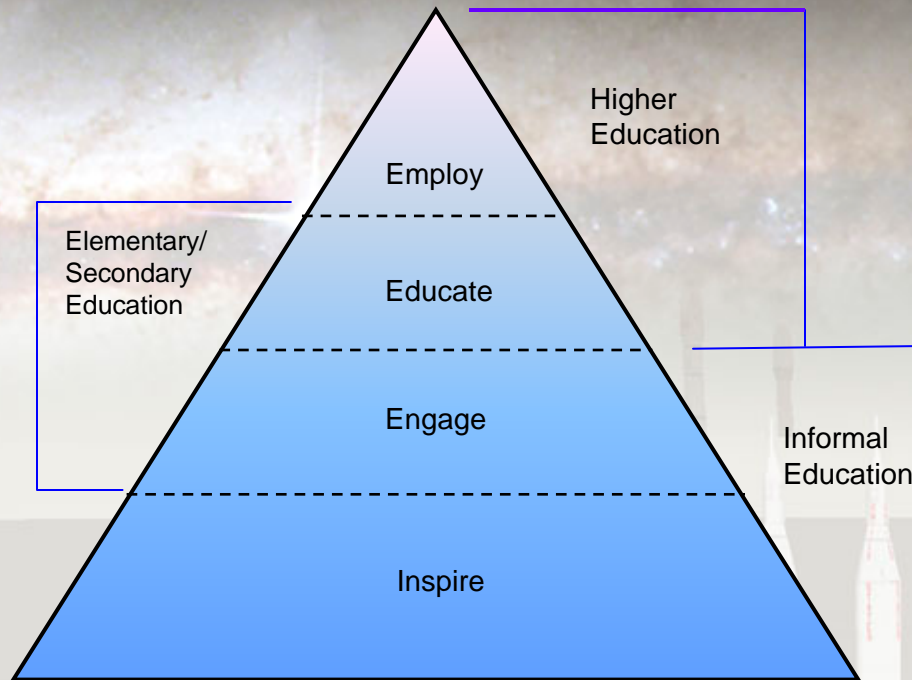 Higher
Education
Employ
Elementary/
Secondary
Education
Educate
Engage
Informal
Education
Inspire